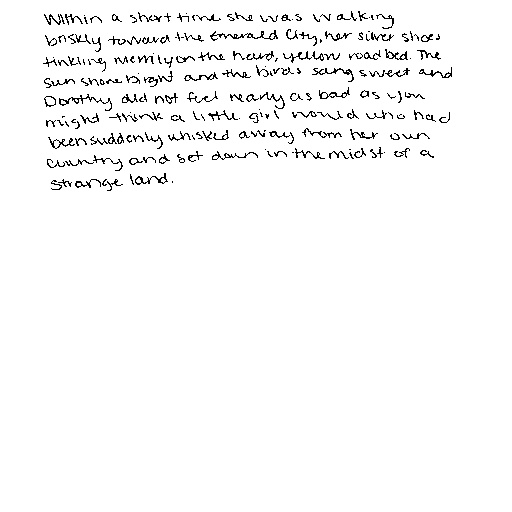 Within a short time she was walking
briskly toward the Emerald City, her silver shoes
tinkling merrily on the hard, yellow road bed. The
sun shone bright and the birds sang sweet and
Dorothy did not feel nearly as bad as you
might think a little girl would who had
been suddenly whisked away from her own
country and set down in the midst of a
strange land.